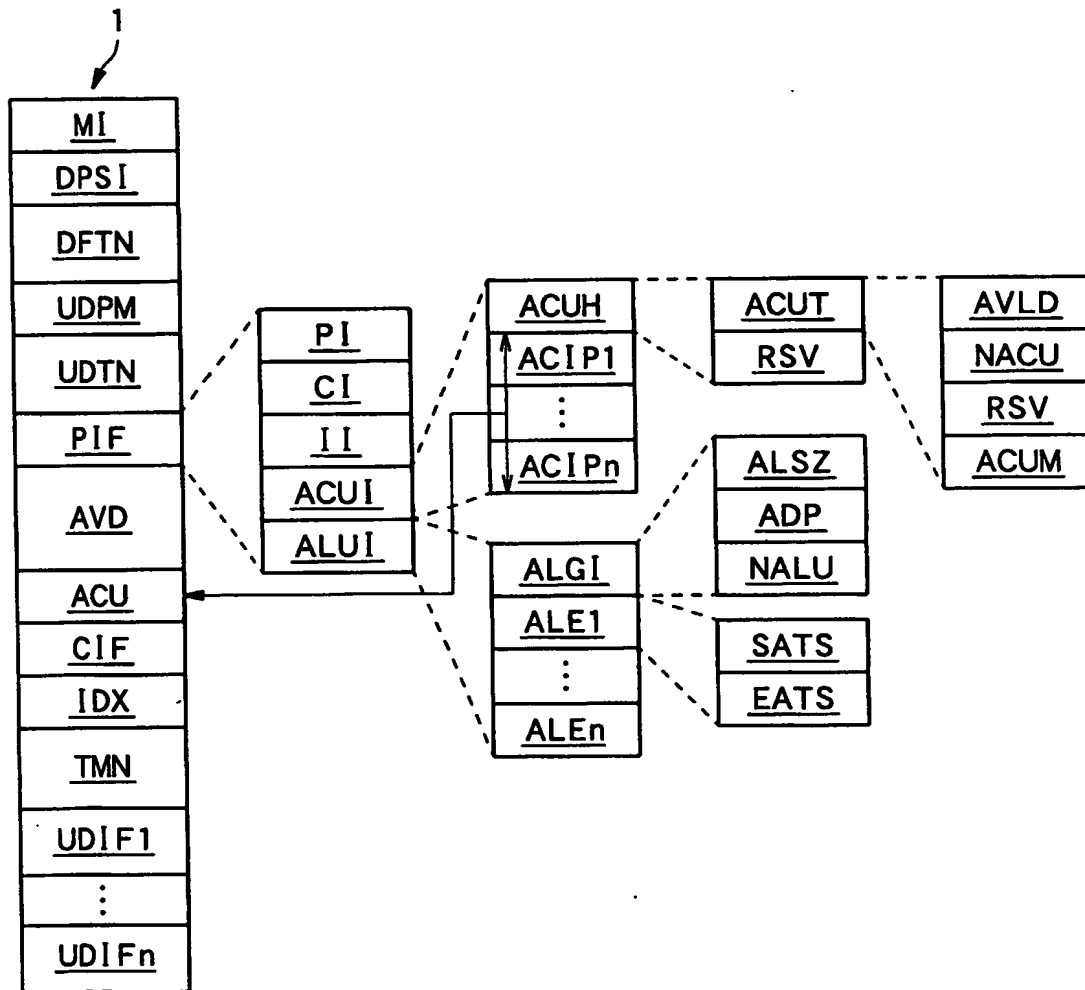 1
MI
DPSI
DFTN
UDPM
UDTN
PIF
AVD
ACU
CIF
IDX
TMN
UDIF1
⋮
UDIFn
PI
CI
II
ACUI
ALUI
ACUH
ACIP1
⋮
ACIPn
ALGI
ALE1
⋮
ALEn
ACUT
RSV
ALSZ
ADP
NALU
SATS
EATS
AVLD
NACU
RSV
ACUM